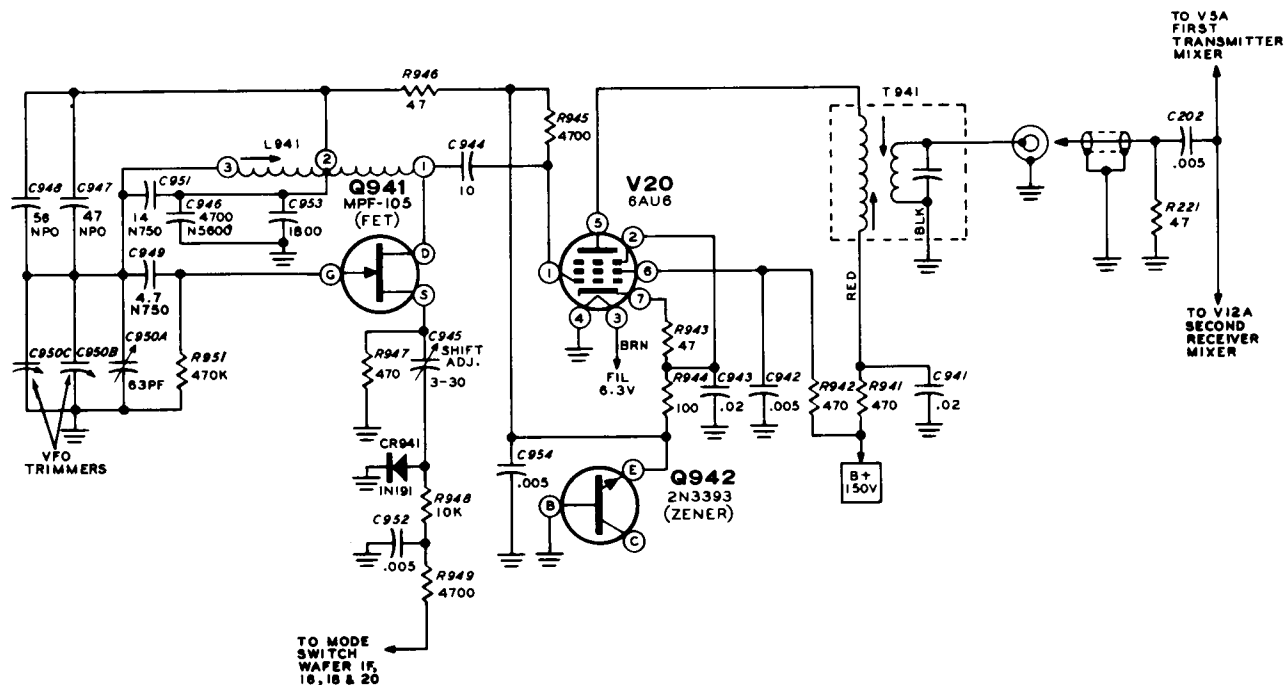 TO V5A
FIRST
TRANSMITTER
MIXER
R946
47
T941
R945
4700
C202
.005
L941
3
2
1
C944
10
C948
56
NPO
C947
47
NPO
C951
14
N750
C946
4700
N5600
C953
1800
Q941
MPF-105
(FET)
D
G
S
V20
6AU6
5
2
1
6
7
4
3
BLK
R221
47
C949
4.7
N750
RED
BRN
FIL
6.3V
R943
47
TO V12A
SECOND
RECEIVER
MIXER
C950C
C950B
C950A
63PF
R951
470K
R947
470
C945
SHIFT
ADJ.
3-30
R944
100
C943
.02
C942
.005
R942
470
R941
470
C941
.02
VFO
TRIMMERS
CR941
1N191
C954
.005
Q942
2N3393
(ZENER)
E
B
C
B+
150V
R948
10K
C952
.005
R949
4700
TO MODE
SWITCH
WAFER 1F,
16, 18 & 20